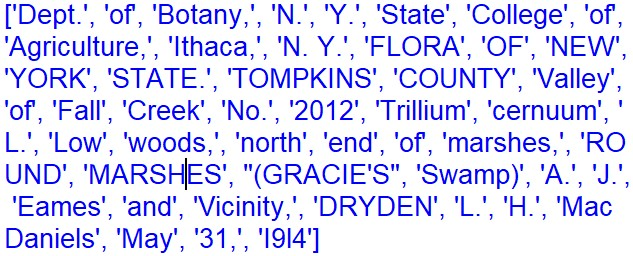 ['Dept.', 'of', 'Botany,', 'N.', 'Y.', 'State', 'College', 'of',
'Agriculture,', 'Ithaca,', 'N. Y.', 'FLORA', 'OF', 'NEW',
'YORK', 'STATE.', 'TOMPKINS', 'COUNTY', 'Valley',
'of', 'Fall', 'Creek', 'No.', '2012', 'Trillium', 'cernuum', '
L.', 'Low', 'woods,', 'north', 'end', 'of', 'marshes,', 'RO
UND', 'MARSHES', "(GRACIE'S", 'Swamp)', 'A.', 'J.',
'Eames', 'and', 'Vicinity,', 'DRYDEN', 'L.', 'H.', 'Mac
Daniels', 'May', '31,', 'I9l4']